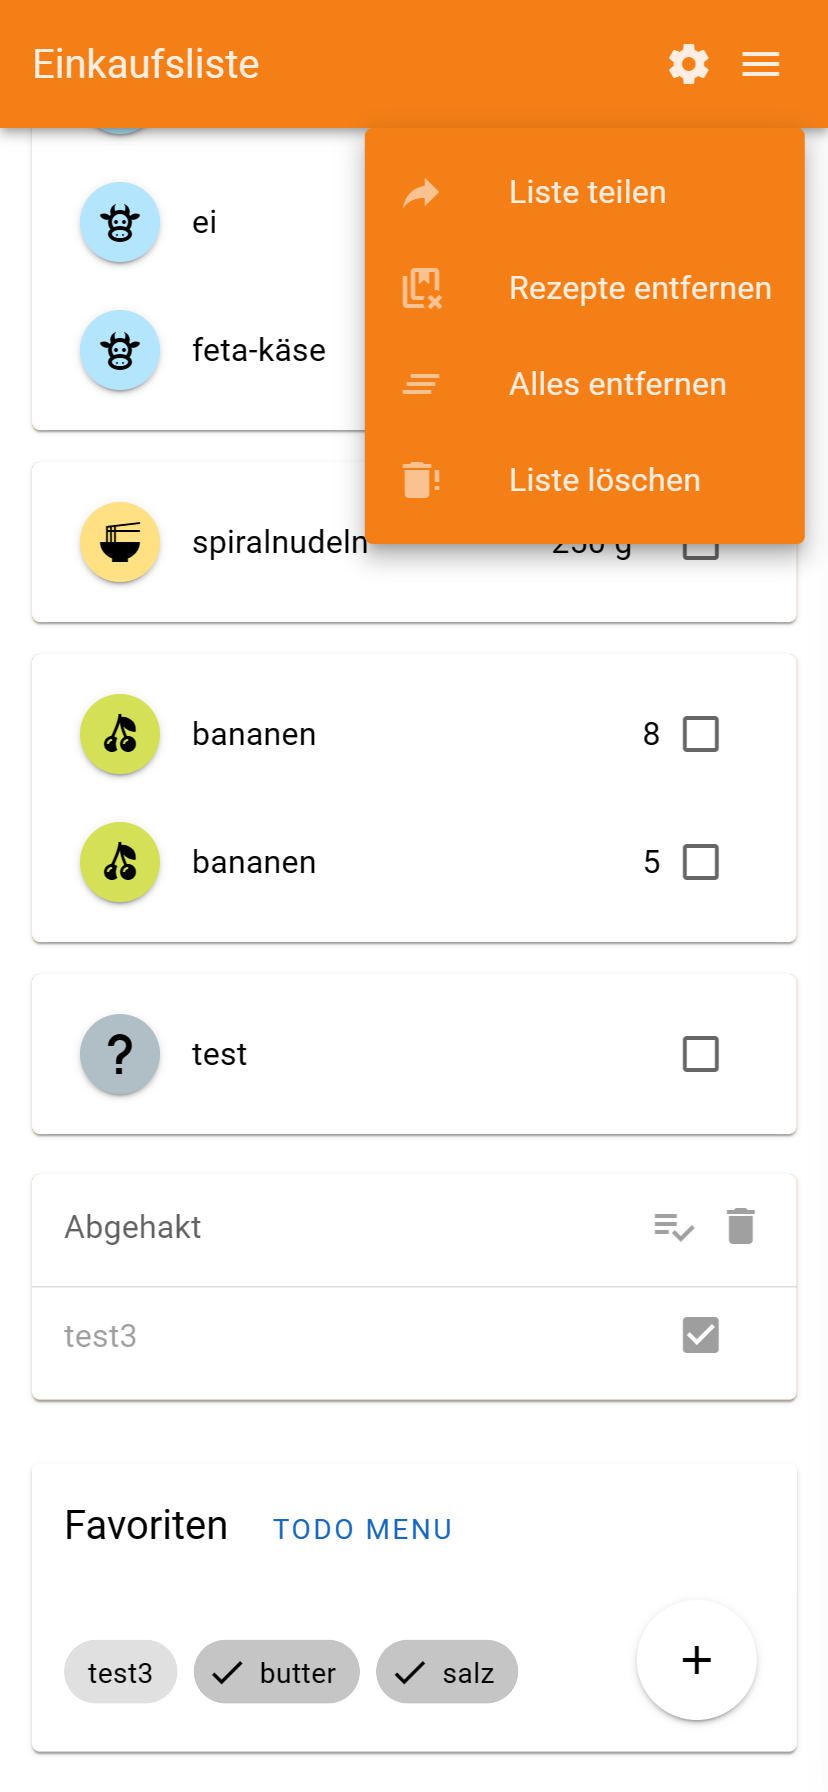 Einkaufsliste
Liste teilen
ei
Rezepte entfernen
feta-käse
Alles entfernen
Liste löschen
spiralnudeln 250 g
bananen 8
bananen 5
? test
Abgehakt
test3
Favoriten TODO MENU
test3 butter salz